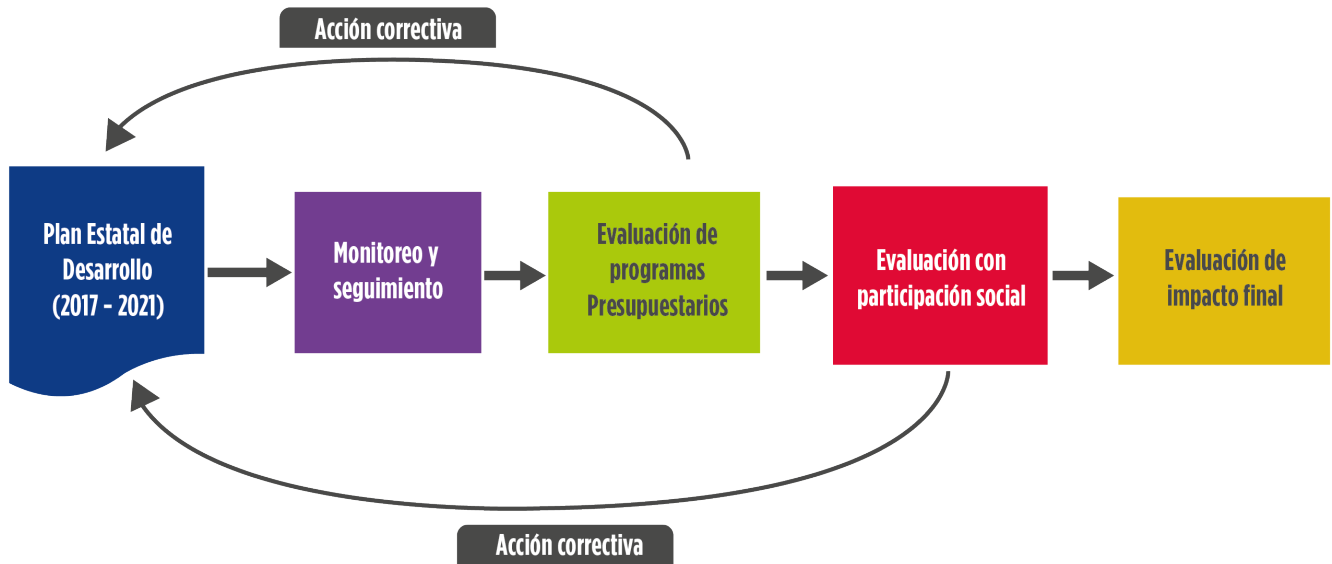 Acción correctiva
Plan Estatal de
Desarrollo
(2017 - 2021)
Monitoreo y
seguimiento
Evaluación de
programas
Presupuestarios
Evaluación con
participación social
Evaluación de
impacto final
Acción correctiva